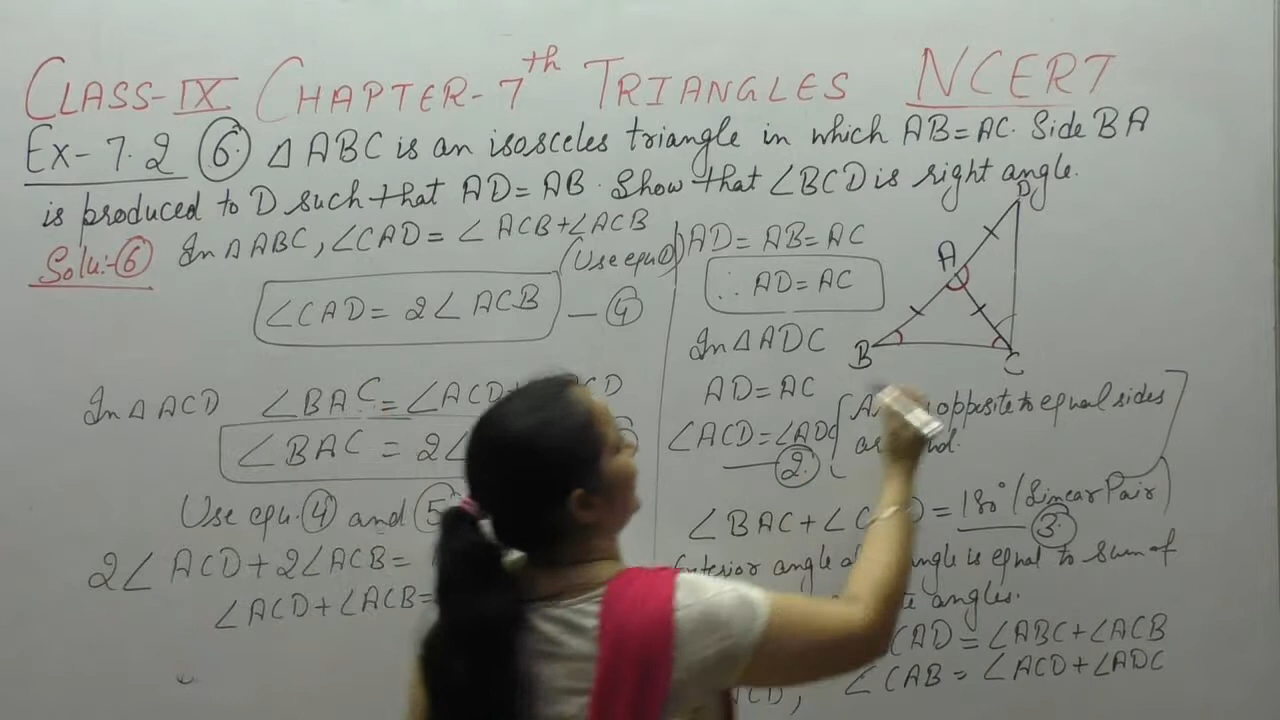 CLASS-IX CHAPTER-7th TRIANGLES NCERT
Ex-7.2 6. △ABC is an isosceles triangle in which AB=AC. Side BA
is produced to D such that AD=AB. Show that ∠BCD is right angle.
Solu:-6 In △ABC, ∠CAD=∠ACB+∠ACB
(Use equ
∠CAD=2∠ACB — 4
In △ACD ∠BAC=∠ACD+ CD
∠BAC=2∠
Use equ. 4 and 5
2∠ACD+2∠ACB=
∠ACD+∠ACB=
AD=AB=AC
∴ AD=AC
In △ADC
AD=AC
opposite to equal sides
∠ACD=∠ADC
— 2.
∠BAC+∠C =180° (Linear Pair)
— 3.
angle is equal to sum of
angles.
CAD=∠ABC+∠ACB
∠CAB=∠ACD+∠ADC
D
A
B
C